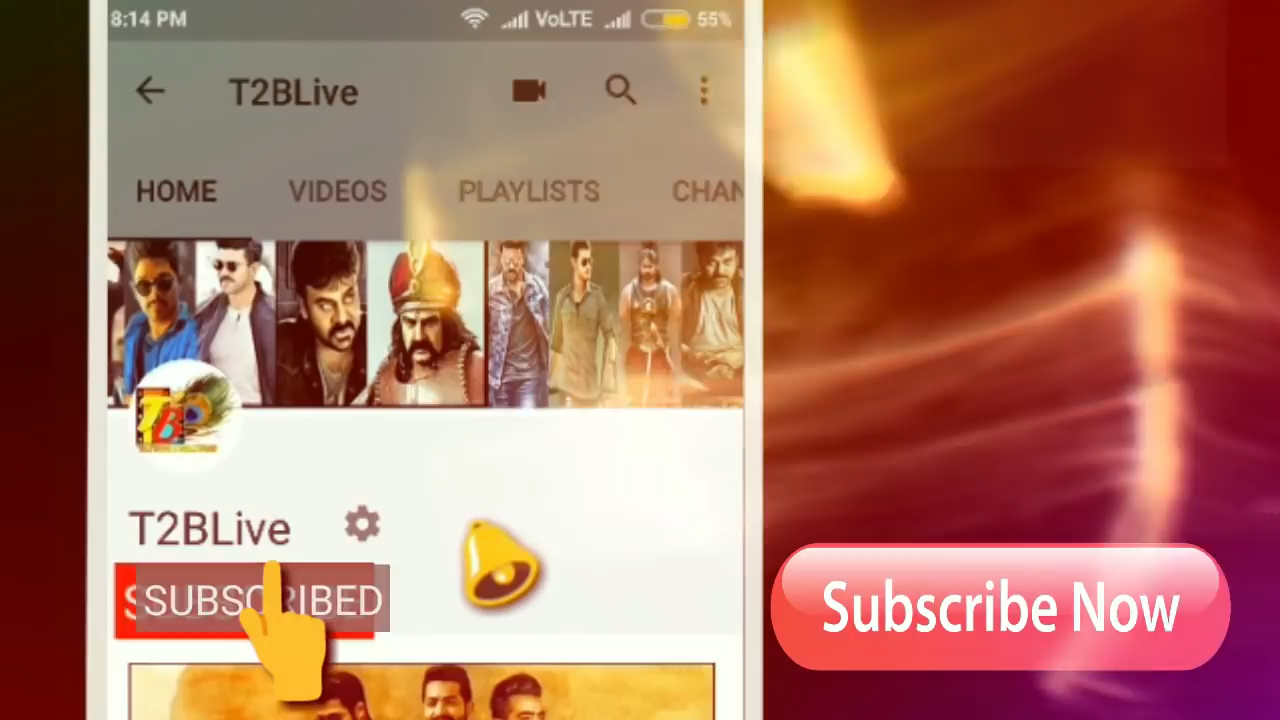 8:14 PM VoLTE 55%
T2BLive
HOME VIDEOS PLAYLISTS CHAN
T2BLive
SUBSCRIBED
Subscribe Now